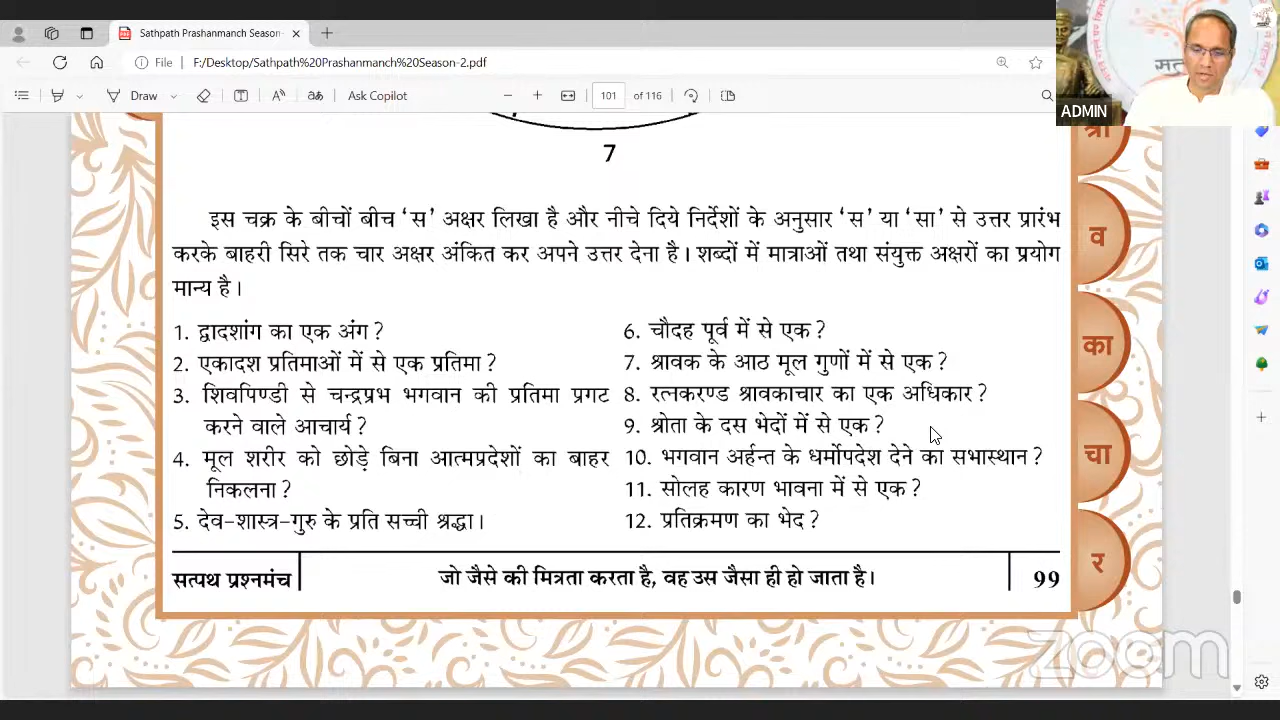 Sathpath Prashanmanch Season-
File | F:/Desktop/Sathpath%20Prashanmanch%20Season-2.pdf
Draw
Ask Copilot
101 of 116
ADMIN
7
इस चक्र के बीचों बीच ‘स’ अक्षर लिखा है और नीचे दिये निर्देशों के अनुसार ‘स’ या ‘सा’ से उत्तर प्रारंभ
करके बाहरी सिरे तक चार अक्षर अंकित कर अपने उत्तर देना है। शब्दों में मात्राओं तथा संयुक्त अक्षरों का प्रयोग
मान्य है।
1. द्वादशांग का एक अंग?
2. एकादश प्रतिमाओं में से एक प्रतिमा?
3. शिवपिण्डी से चन्द्रप्रभ भगवान की प्रतिमा प्रगट
करने वाले आचार्य?
4. मूल शरीर को छोड़े बिना आत्मप्रदेशों का बाहर
निकलना?
5. देव-शास्त्र-गुरु के प्रति सच्ची श्रद्धा।
6. चौदह पूर्व में से एक?
7. श्रावक के आठ मूल गुणों में से एक?
8. रत्नकरण्ड श्रावकाचार का एक अधिकार?
9. श्रोता के दस भेदों में से एक?
10. भगवान अर्हन्त के धर्मोपदेश देने का सभास्थान?
11. सोलह कारण भावना में से एक?
12. प्रतिक्रमण का भेद?
सत्पथ प्रश्नमंच
जो जैसे की मित्रता करता है, वह उस जैसा ही हो जाता है।
99
श्रा
व
का
चा
र
zoom